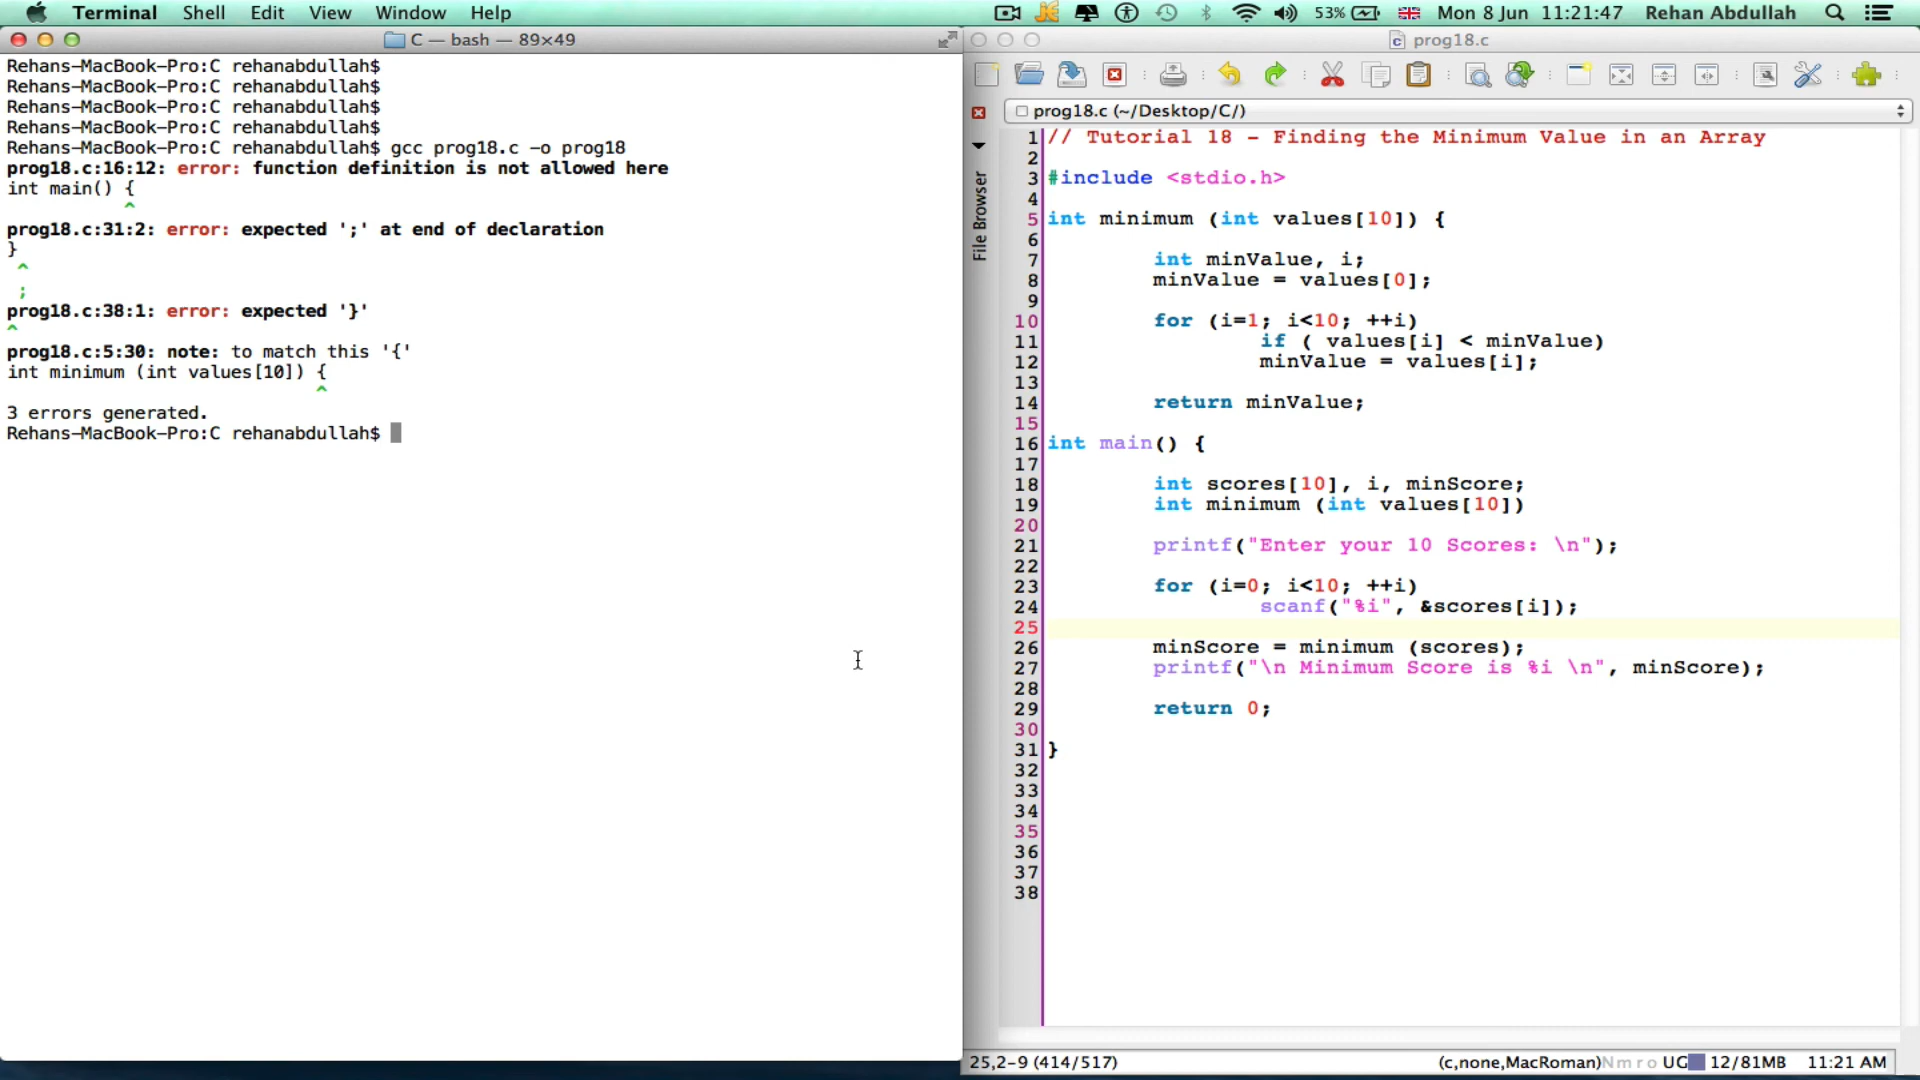 Terminal Shell Edit View Window Help 53% Mon 8 Jun 11:21:47 Rehan Abdullah
C — bash — 89×49
Rehans-MacBook-Pro:C rehanabdullah$
Rehans-MacBook-Pro:C rehanabdullah$
Rehans-MacBook-Pro:C rehanabdullah$
Rehans-MacBook-Pro:C rehanabdullah$
Rehans-MacBook-Pro:C rehanabdullah$ gcc prog18.c -o prog18
prog18.c:16:12: error: function definition is not allowed here
int main() {
^
prog18.c:31:2: error: expected ';' at end of declaration
}
^
;
prog18.c:38:1: error: expected '}'
^
prog18.c:5:30: note: to match this '{'
int minimum (int values[10]) {
^
3 errors generated.
Rehans-MacBook-Pro:C rehanabdullah$
prog18.c
prog18.c (~/Desktop/C/)
File Browser
1 // Tutorial 18 - Finding the Minimum Value in an Array
2
3 #include <stdio.h>
4
5 int minimum (int values[10]) {
6
7 int minValue, i;
8 minValue = values[0];
9
10 for (i=1; i<10; ++i)
11 if ( values[i] < minValue)
12 minValue = values[i];
13
14 return minValue;
15
16 int main() {
17
18 int scores[10], i, minScore;
19 int minimum (int values[10])
20
21 printf("Enter your 10 Scores: \n");
22
23 for (i=0; i<10; ++i)
24 scanf("%i", &scores[i]);
25
26 minScore = minimum (scores);
27 printf("\n Minimum Score is %i \n", minScore);
28
29 return 0;
30
31 }
32
33
34
35
36
37
38
25,2-9 (414/517) (c,none,MacRoman)Nmro UG 12/81MB 11:21 AM